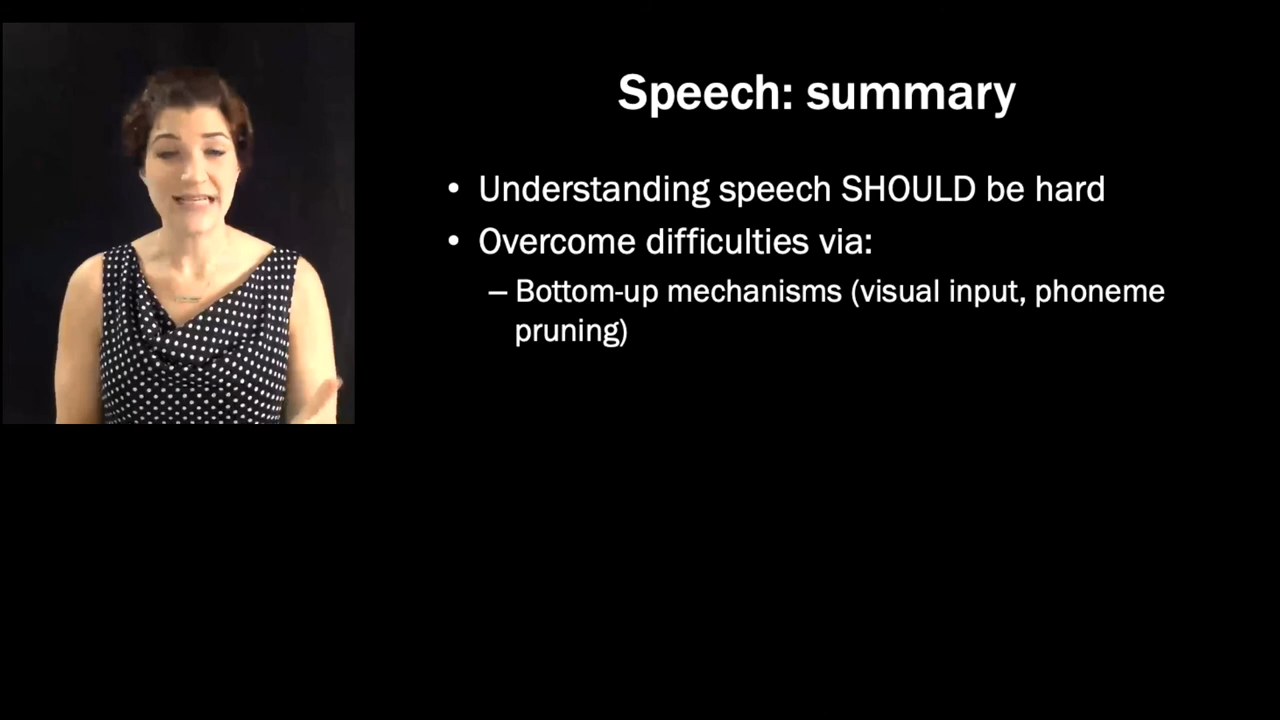 Speech: summary
• Understanding speech SHOULD be hard
• Overcome difficulties via:
– Bottom-up mechanisms (visual input, phoneme
pruning)